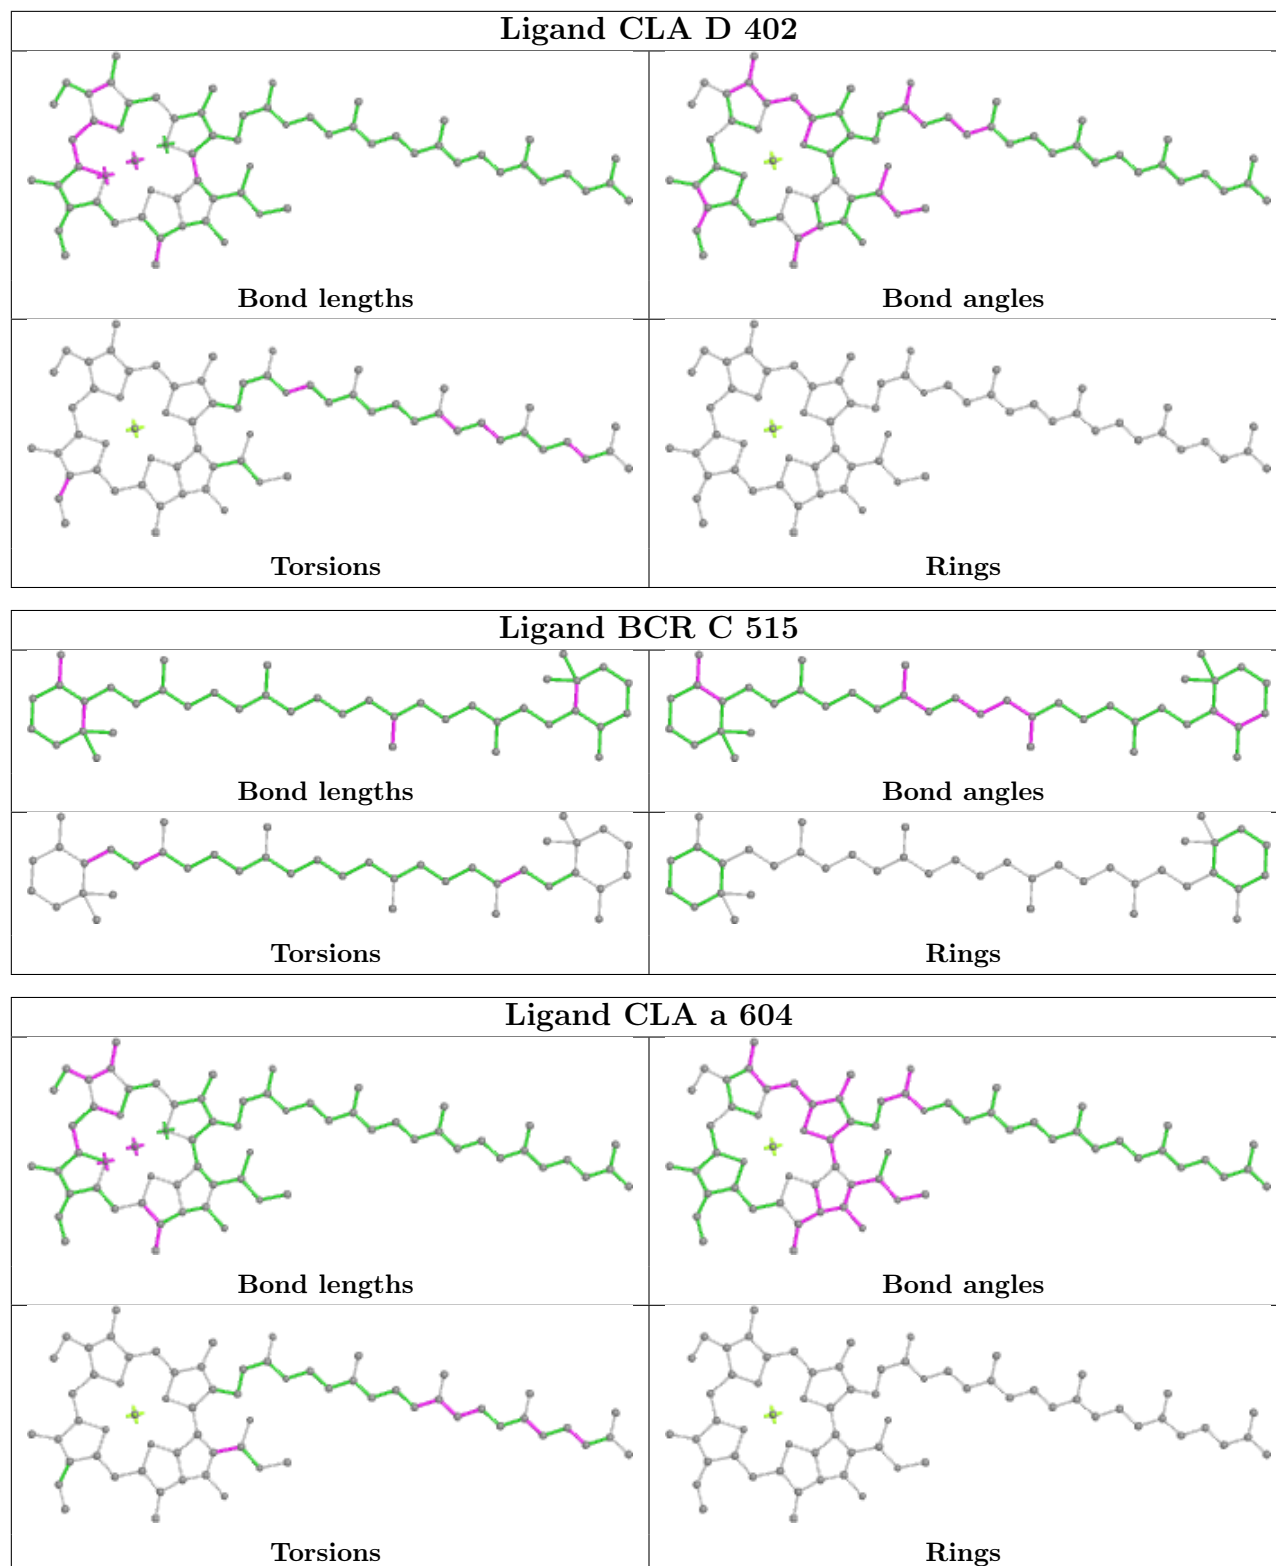 Ligand CLA D 402
Bond lengths
Bond angles
Torsions
Rings
Ligand BCR C 515
Bond lengths
Bond angles
Torsions
Rings
Ligand CLA a 604
Bond lengths
Bond angles
Torsions
Rings